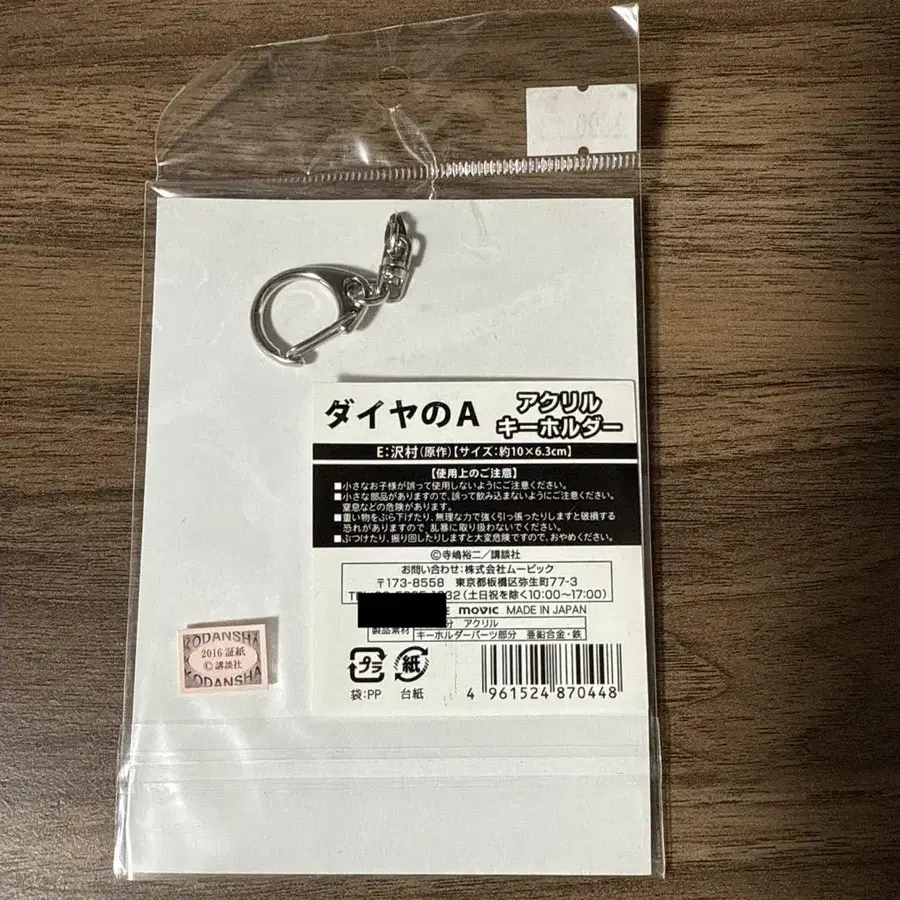 ダイヤのA
アクリル
キーホルダー
E:沢村(原作)【サイズ:約10×6.3cm】
【使用上のご注意】
■小さなお子様が誤って使用しないようにご注意ください。
■小さな部品がありますので、誤って飲み込まないようにご注意ください。
窒息などの危険があります。
■重い物をぶら下げたり、無理な力で強く引っ張ったりしますと破損する
恐れがありますので 乱暴に取り扱わないでください。
■ぶつけたり、振り回したりしますと大変危険ですので、おやめください。
©寺嶋裕二/講談社
お問い合わせ:株式会社ムービック
〒173-8558 東京都板橋区弥生町77-3
(土日祝を除く10:00〜17:00)
movic MADE IN JAPAN
製品素材 アクリル
キーホルダーパーツ部分 亜鉛合金・鉄
プラ 紙
袋:PP 台紙
4 961524 870448
KODANSHA
2016 証紙
©講談社
KODANSHA